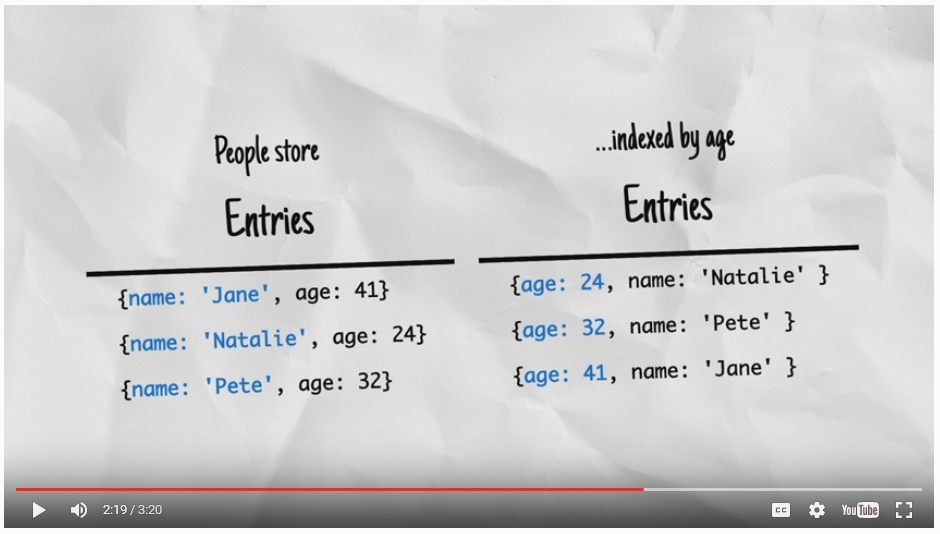 People store
Entries
{name: 'Jane', age: 41}
{name: 'Natalie', age: 24}
{name: 'Pete', age: 32}
...indexed by age
Entries
{age: 24, name: 'Natalie' }
{age: 32, name: 'Pete' }
{age: 41, name: 'Jane' }
2:19 / 3:20
CC
YouTube